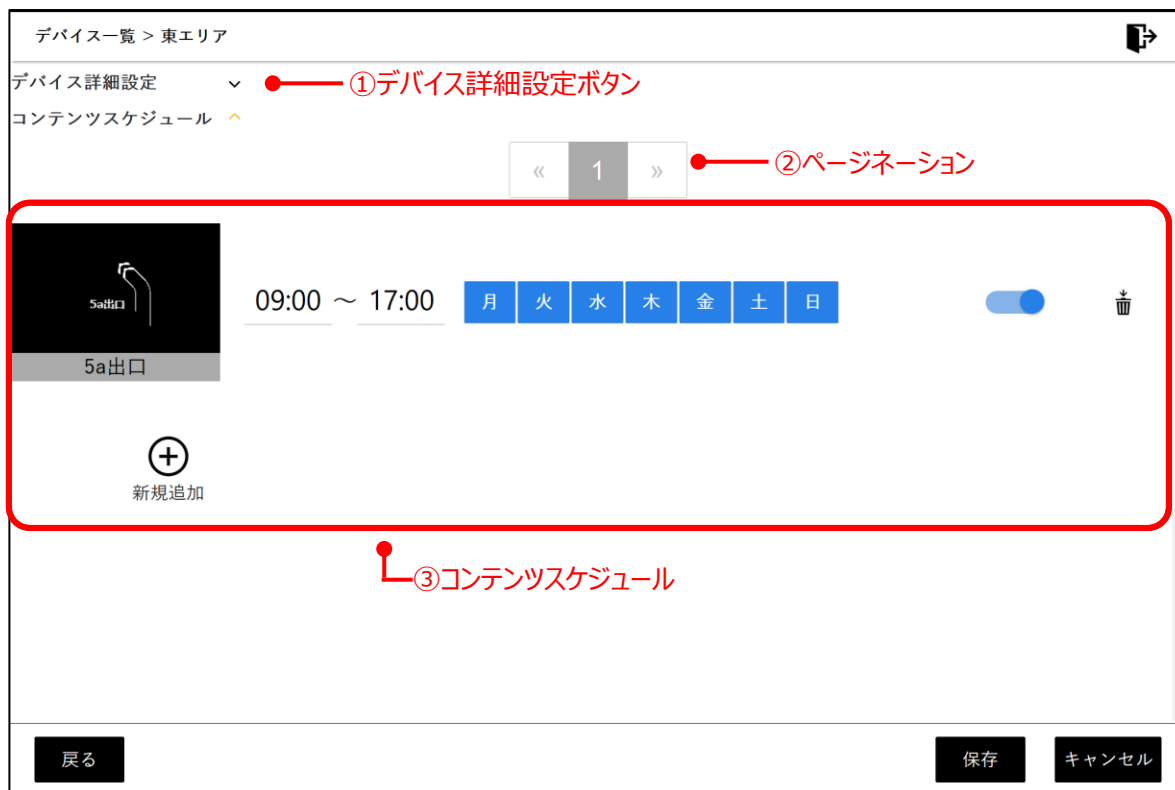 デバイス一覧 > 東エリア
デバイス詳細設定
①デバイス詳細設定ボタン
コンテンツスケジュール
« 1 »
②ページネーション
5a出口
09:00 ～ 17:00 月 火 水 木 金 土 日
5a出口
新規追加
③コンテンツスケジュール
戻る 保存 キャンセル